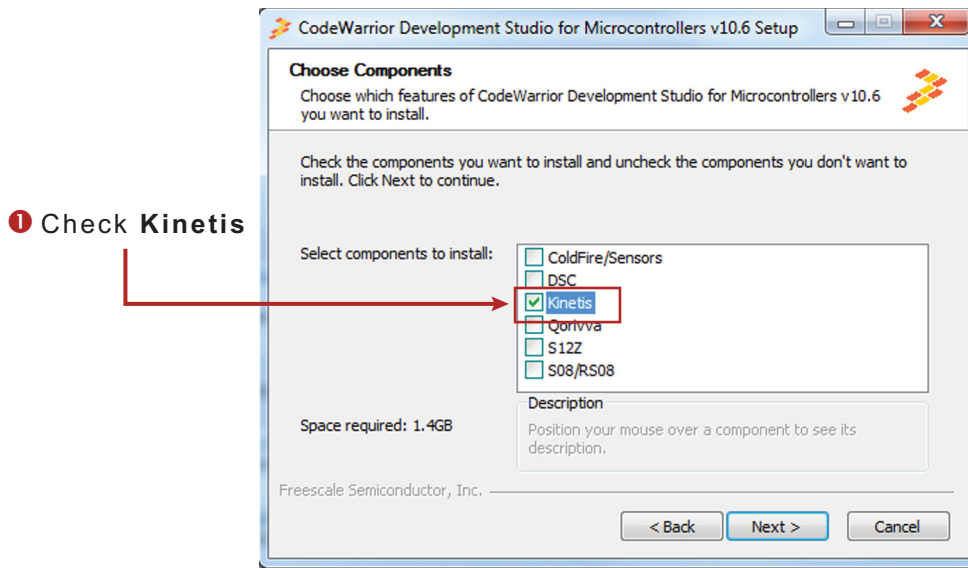 CodeWarrior Development Studio for Microcontrollers v10.6 Setup
Choose Components
Choose which features of CodeWarrior Development Studio for Microcontrollers v10.6
you want to install.
Check the components you want to install and uncheck the components you don't want to
install. Click Next to continue.
1 Check Kinetis
Select components to install:
ColdFire/Sensors
DSC
Kinetis
Qorivva
S12Z
S08/RS08
Space required: 1.4GB
Description
Position your mouse over a component to see its
description.
Freescale Semiconductor, Inc.
< Back Next > Cancel